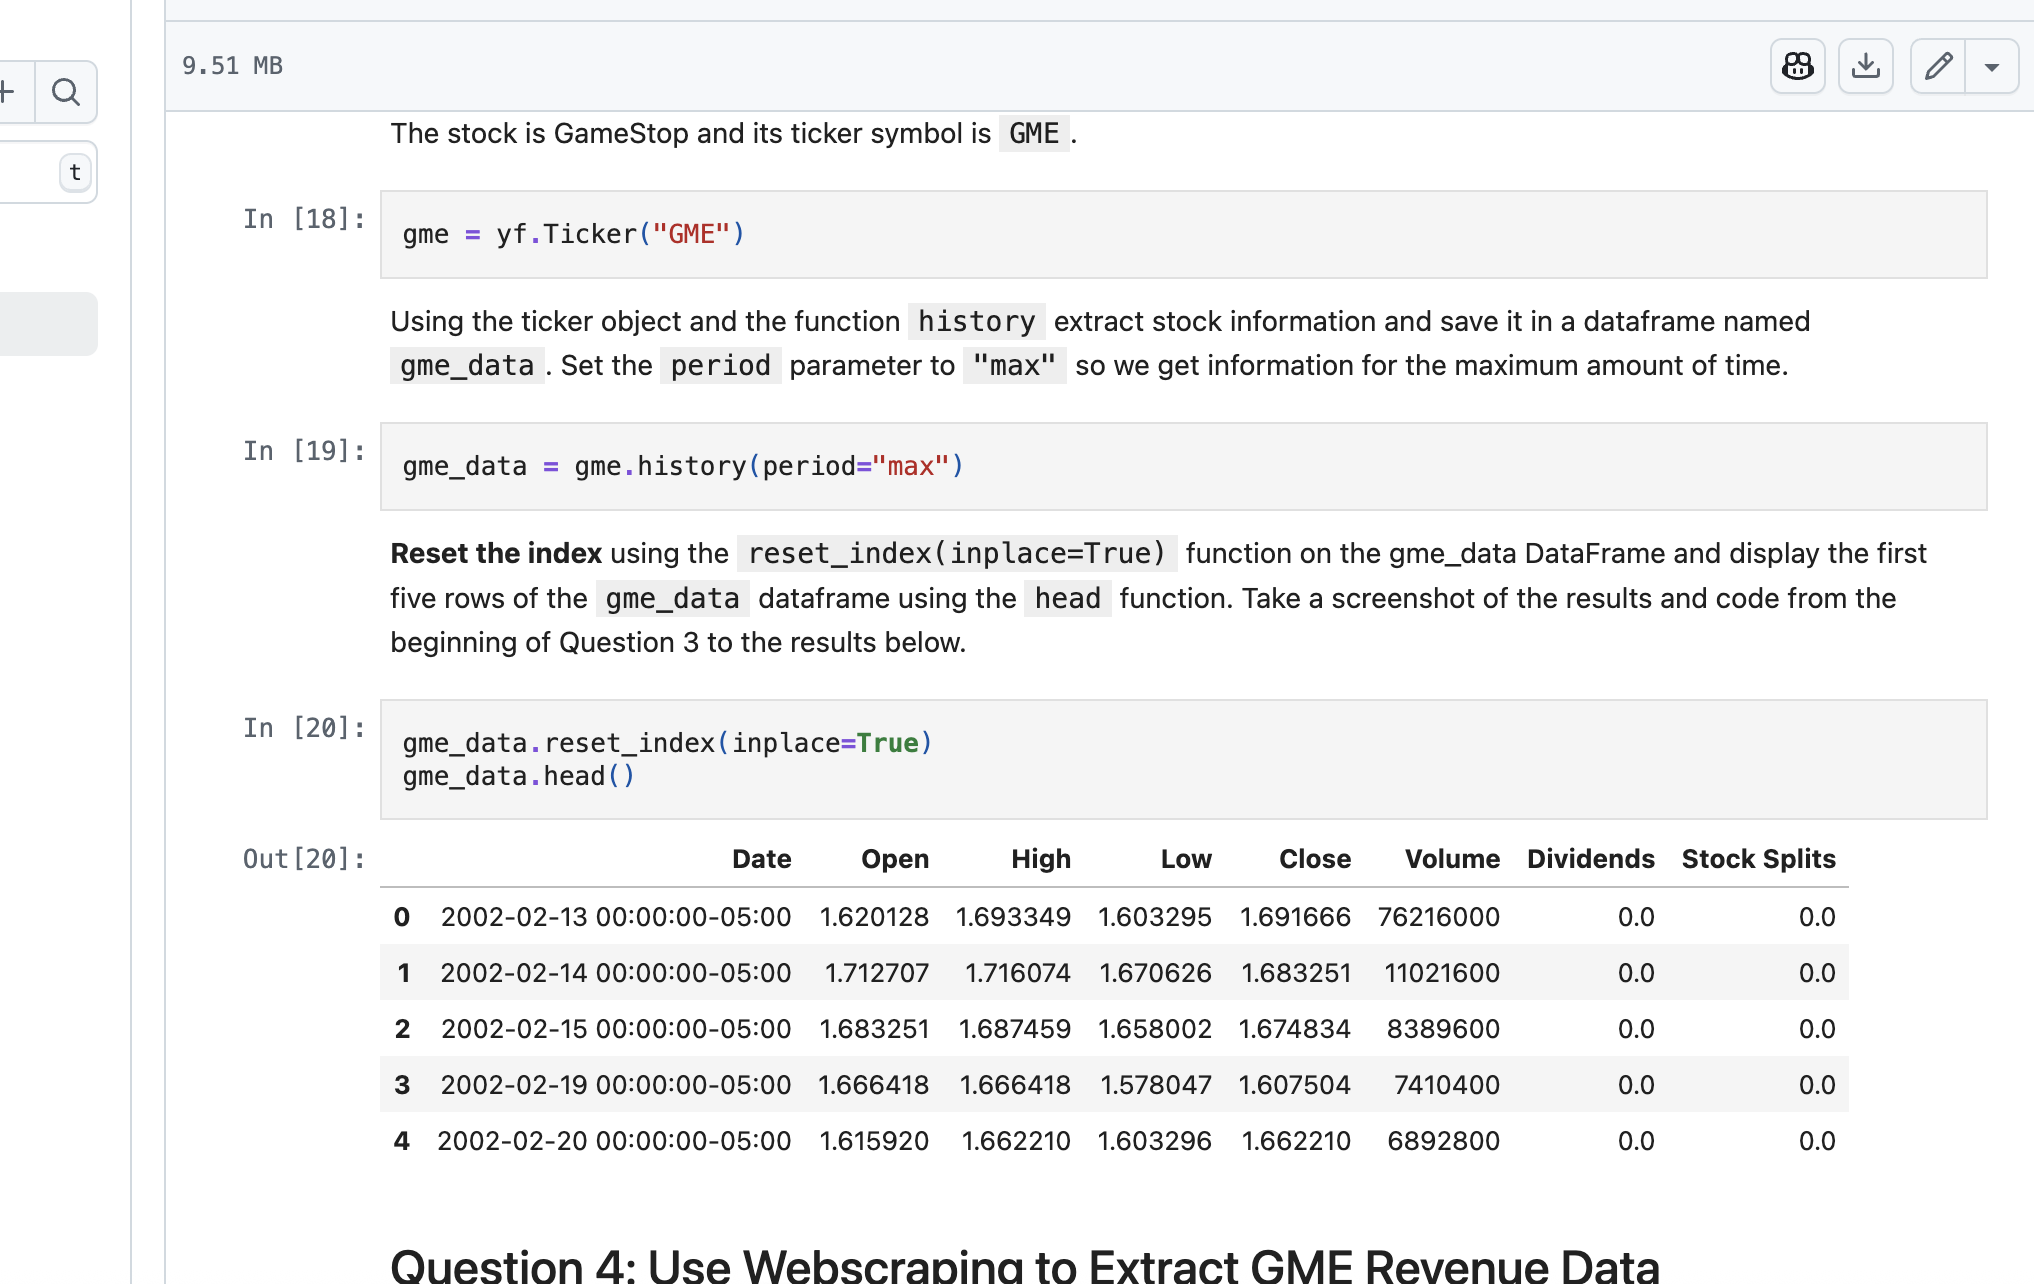 9.51 MB
t
The stock is GameStop and its ticker symbol is GME .
In [18]:
gme = yf.Ticker("GME")
Using the ticker object and the function history extract stock information and save it in a dataframe named
gme_data . Set the period parameter to "max" so we get information for the maximum amount of time.
In [19]:
gme_data = gme.history(period="max")
Reset the index using the reset_index(inplace=True) function on the gme_data DataFrame and display the first
five rows of the gme_data dataframe using the head function. Take a screenshot of the results and code from the
beginning of Question 3 to the results below.
In [20]:
gme_data.reset_index(inplace=True)
gme_data.head()
Out[20]:
Date Open High Low Close Volume Dividends Stock Splits
0 2002-02-13 00:00:00-05:00 1.620128 1.693349 1.603295 1.691666 76216000 0.0 0.0
1 2002-02-14 00:00:00-05:00 1.712707 1.716074 1.670626 1.683251 11021600 0.0 0.0
2 2002-02-15 00:00:00-05:00 1.683251 1.687459 1.658002 1.674834 8389600 0.0 0.0
3 2002-02-19 00:00:00-05:00 1.666418 1.666418 1.578047 1.607504 7410400 0.0 0.0
4 2002-02-20 00:00:00-05:00 1.615920 1.662210 1.603296 1.662210 6892800 0.0 0.0
Question 4: Use Webscraping to Extract GME Revenue Data